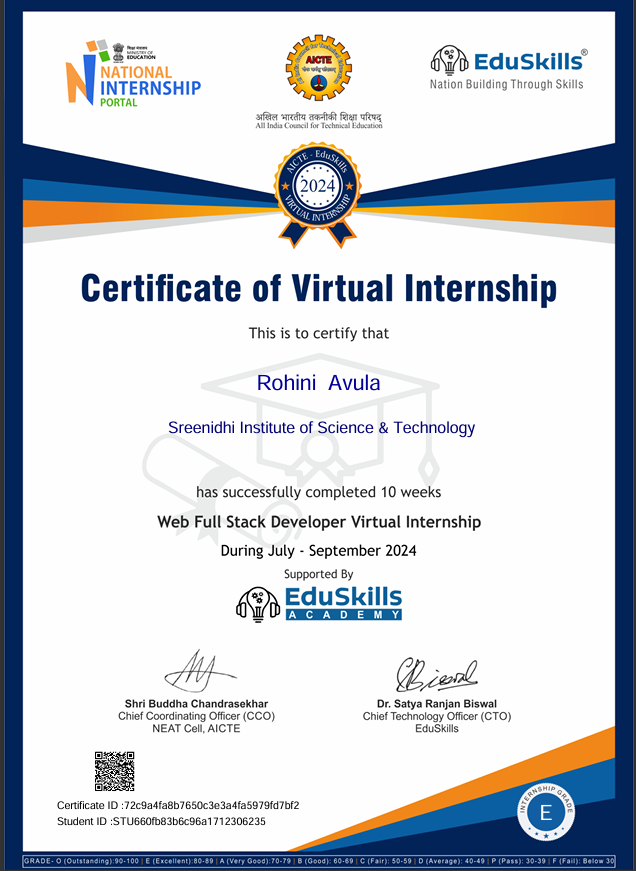 शिक्षा मंत्रालय
MINISTRY OF
EDUCATION
NATIONAL
INTERNSHIP
PORTAL
AICTE
अखिल भारतीय तकनीकी शिक्षा परिषद्
All India Council for Technical Education
EduSkills®
Nation Building Through Skills
AICTE - EduSkills
2024
VIRTUAL INTERNSHIP
Certificate of Virtual Internship
This is to certify that
Rohini Avula
Sreenidhi Institute of Science & Technology
has successfully completed 10 weeks
Web Full Stack Developer Virtual Internship
During July - September 2024
Supported By
EduSkills
ACADEMY
Shri Buddha Chandrasekhar
Chief Coordinating Officer (CCO)
NEAT Cell, AICTE
Dr. Satya Ranjan Biswal
Chief Technology Officer (CTO)
EduSkills
Certificate ID :72c9a4fa8b7650c3e3a4fa5979fd7bf2
Student ID :STU660fb83b6c96a1712306235
INTERNSHIP GRADE
E
GRADE- O (Outstanding):90-100 | E (Excellent):80-89 | A (Very Good):70-79 | B (Good): 60-69 | C (Fair): 50-59 | D (Average): 40-49 | P (Pass): 30-39 | F (Fail): Below 30